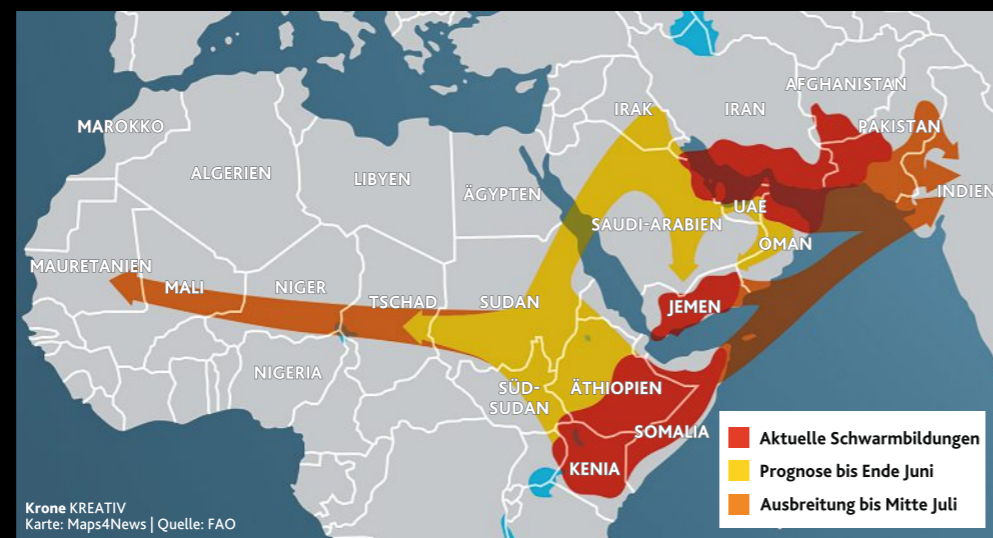 AFGHANISTAN
IRAK
IRAN
MAROKKO
PAKISTAN
ALGERIEN
LIBYEN
ÄGYPTEN
INDIEN
UAE
SAUDI-ARABIEN
OMAN
MAURETANIEN
MALI
NIGER
TSCHAD
SUDAN
JEMEN
NIGERIA
SÜD-
SUDAN
ÄTHIOPIEN
SOMALIA
KENIA
Aktuelle Schwarmbildungen
Prognose bis Ende Juni
Ausbreitung bis Mitte Juli
Krone KREATIV
Karte: Maps4News | Quelle: FAO